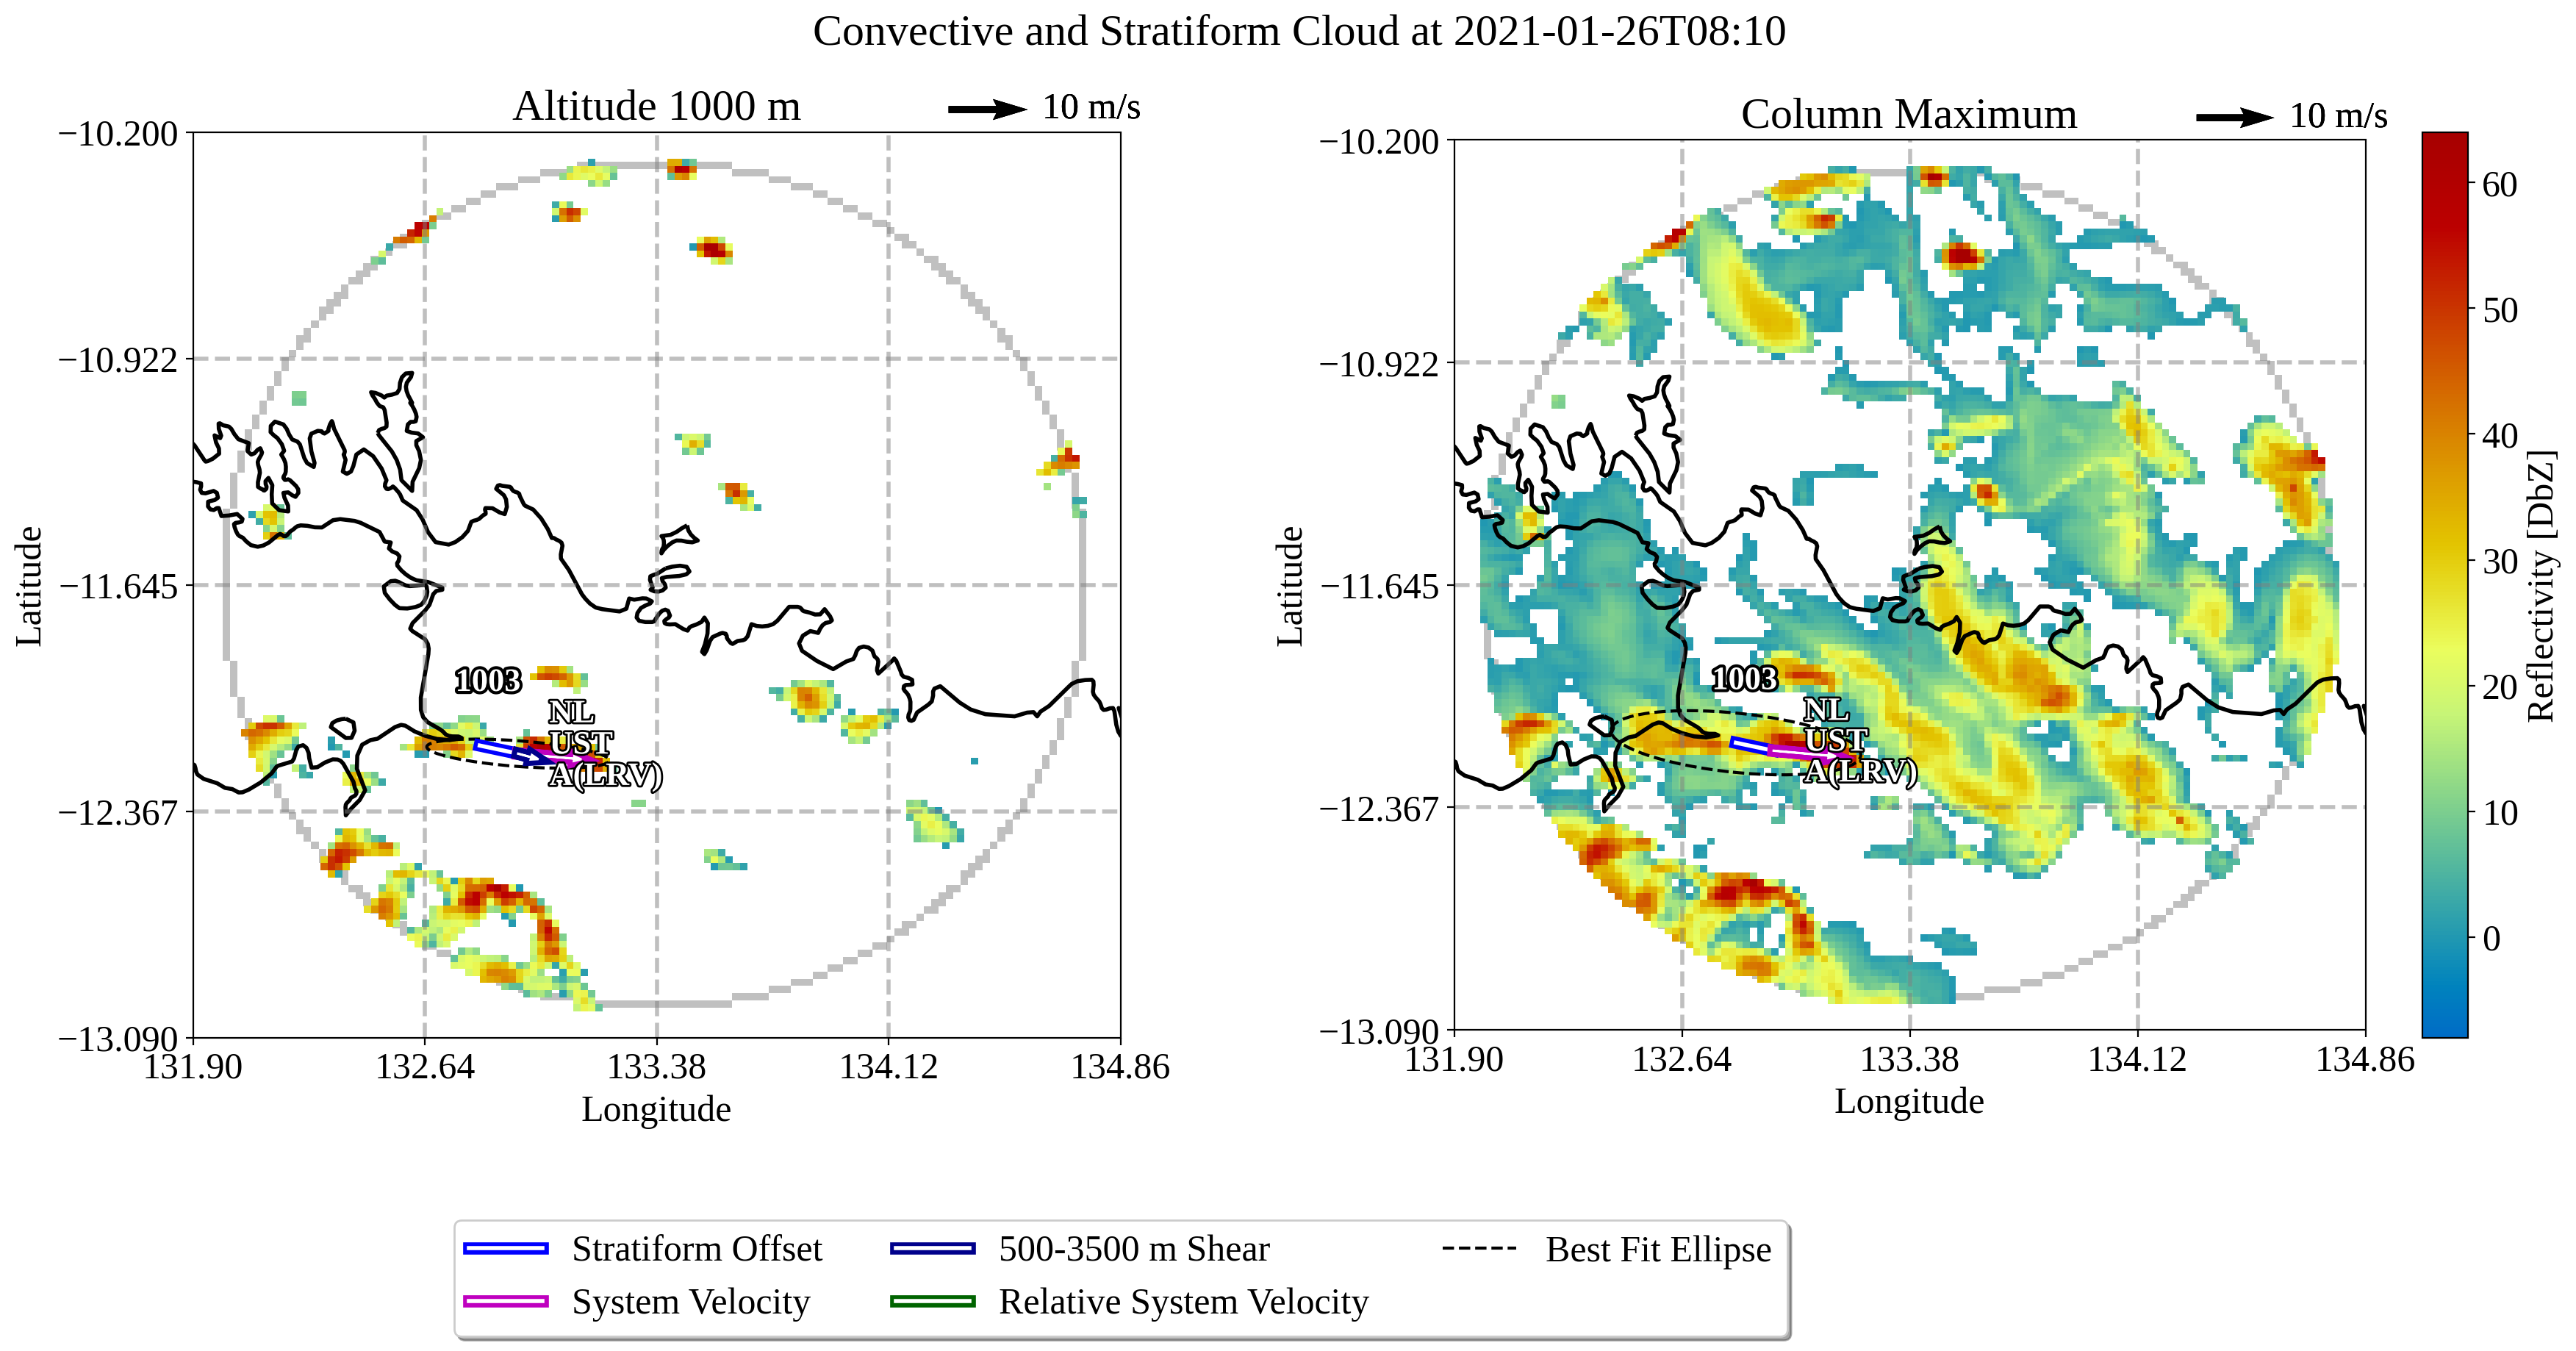 Convective and Stratiform Cloud at 2021-01-26T08:10
Altitude 1000 m
10 m/s
−10.200
−10.922
−11.645
−12.367
−13.090
131.90
132.64
133.38
134.12
134.86
Latitude
Longitude
1003
NL
UST
A(LRV)
Column Maximum
10 m/s
−10.200
−10.922
−11.645
−12.367
−13.090
131.90
132.64
133.38
134.12
134.86
Latitude
Longitude
1003
NL
UST
A(LRV)
60
50
40
30
20
10
0
Reflectivity [DbZ]
Stratiform Offset
System Velocity
500-3500 m Shear
Relative System Velocity
Best Fit Ellipse